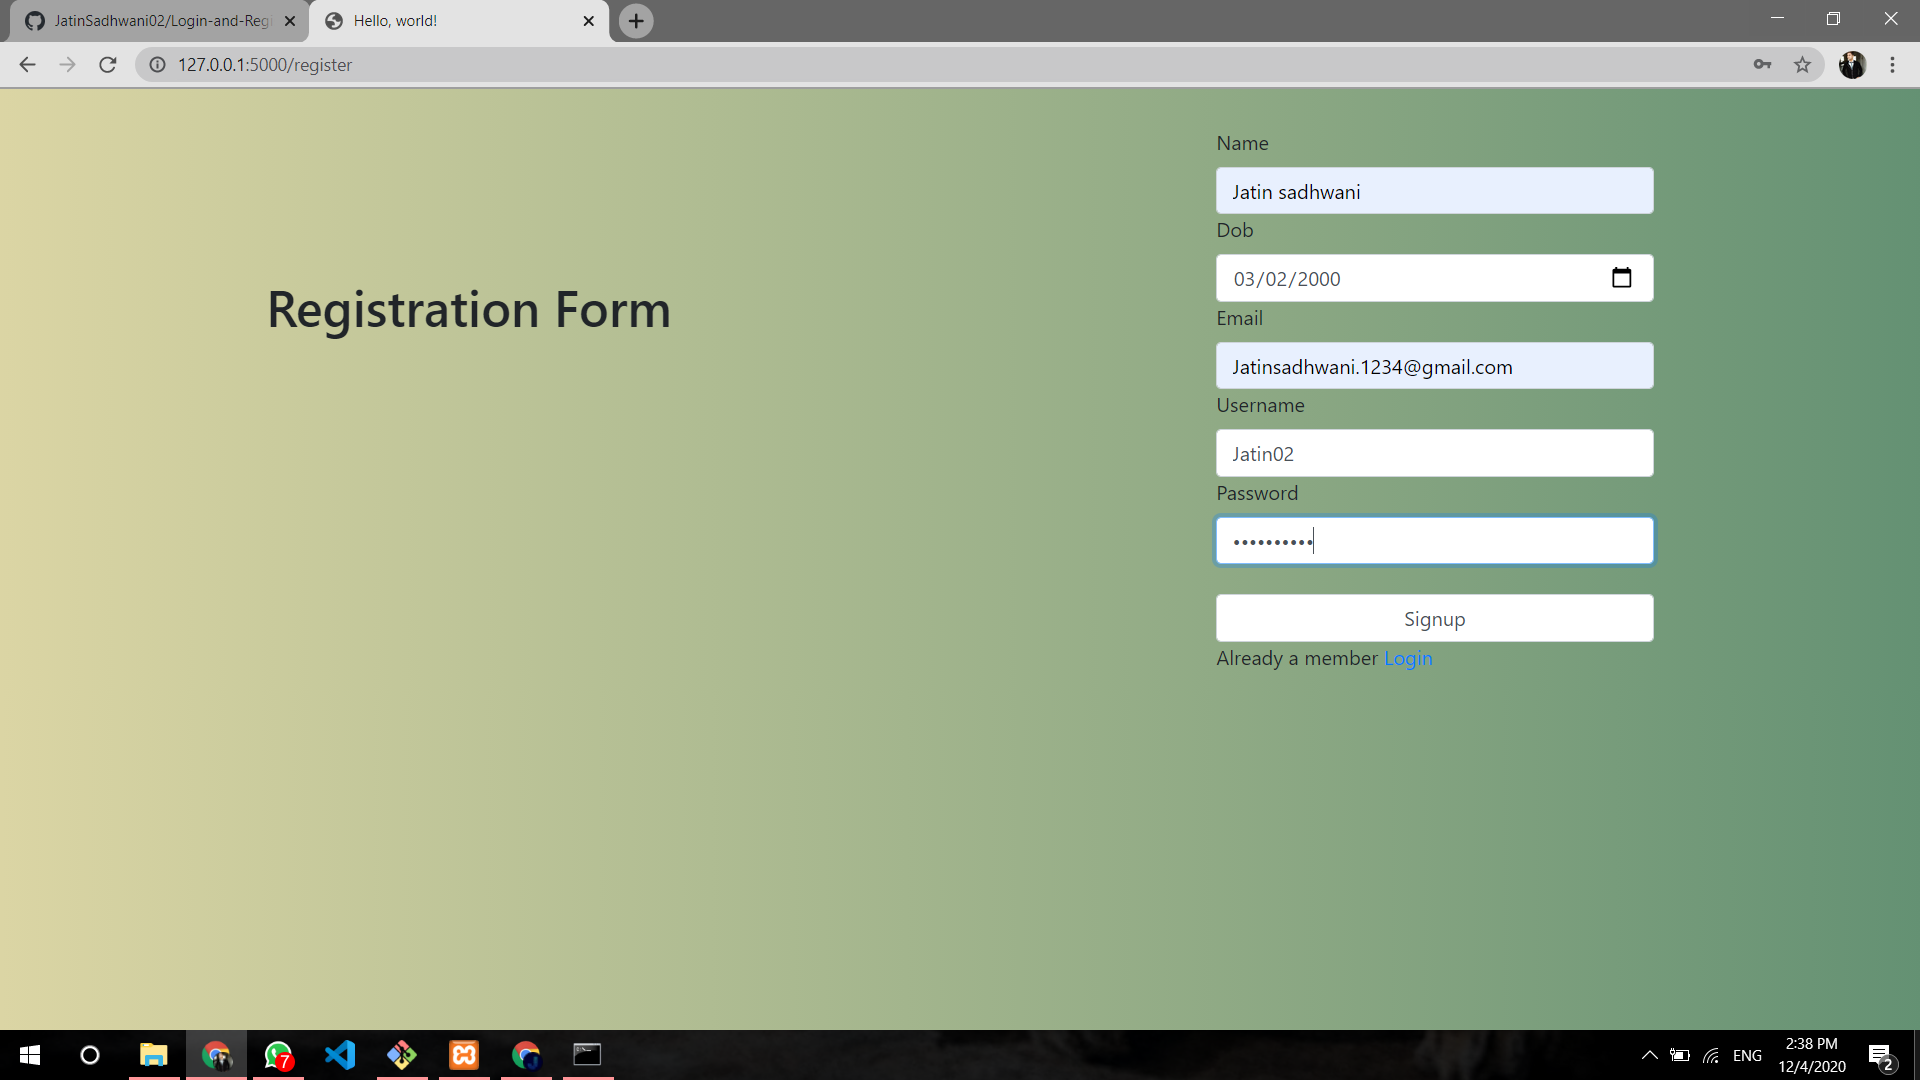 JatinSadhwani02/Login-and-Regi
Hello, world!
127.0.0.1:5000/register
Name
Jatin sadhwani
Dob
03/02/2000
Registration Form
Email
Jatinsadhwani.1234@gmail.com
Username
Jatin02
Password
••••••••••
Signup
Already a member Login
7
ENG
2:38 PM
12/4/2020
2